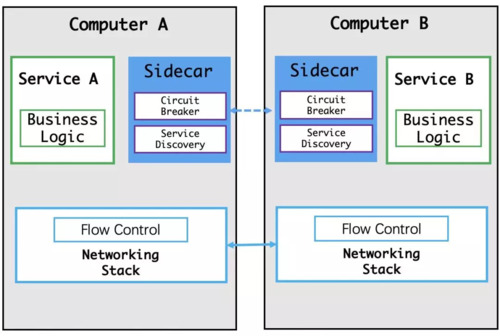 Computer A
Service A
Business
Logic
Sidecar
Circuit
Breaker
Service
Discovery
Flow Control
Networking
Stack
Computer B
Sidecar
Circuit
Breaker
Service
Discovery
Service B
Business
Logic
Flow Control
Networking
Stack